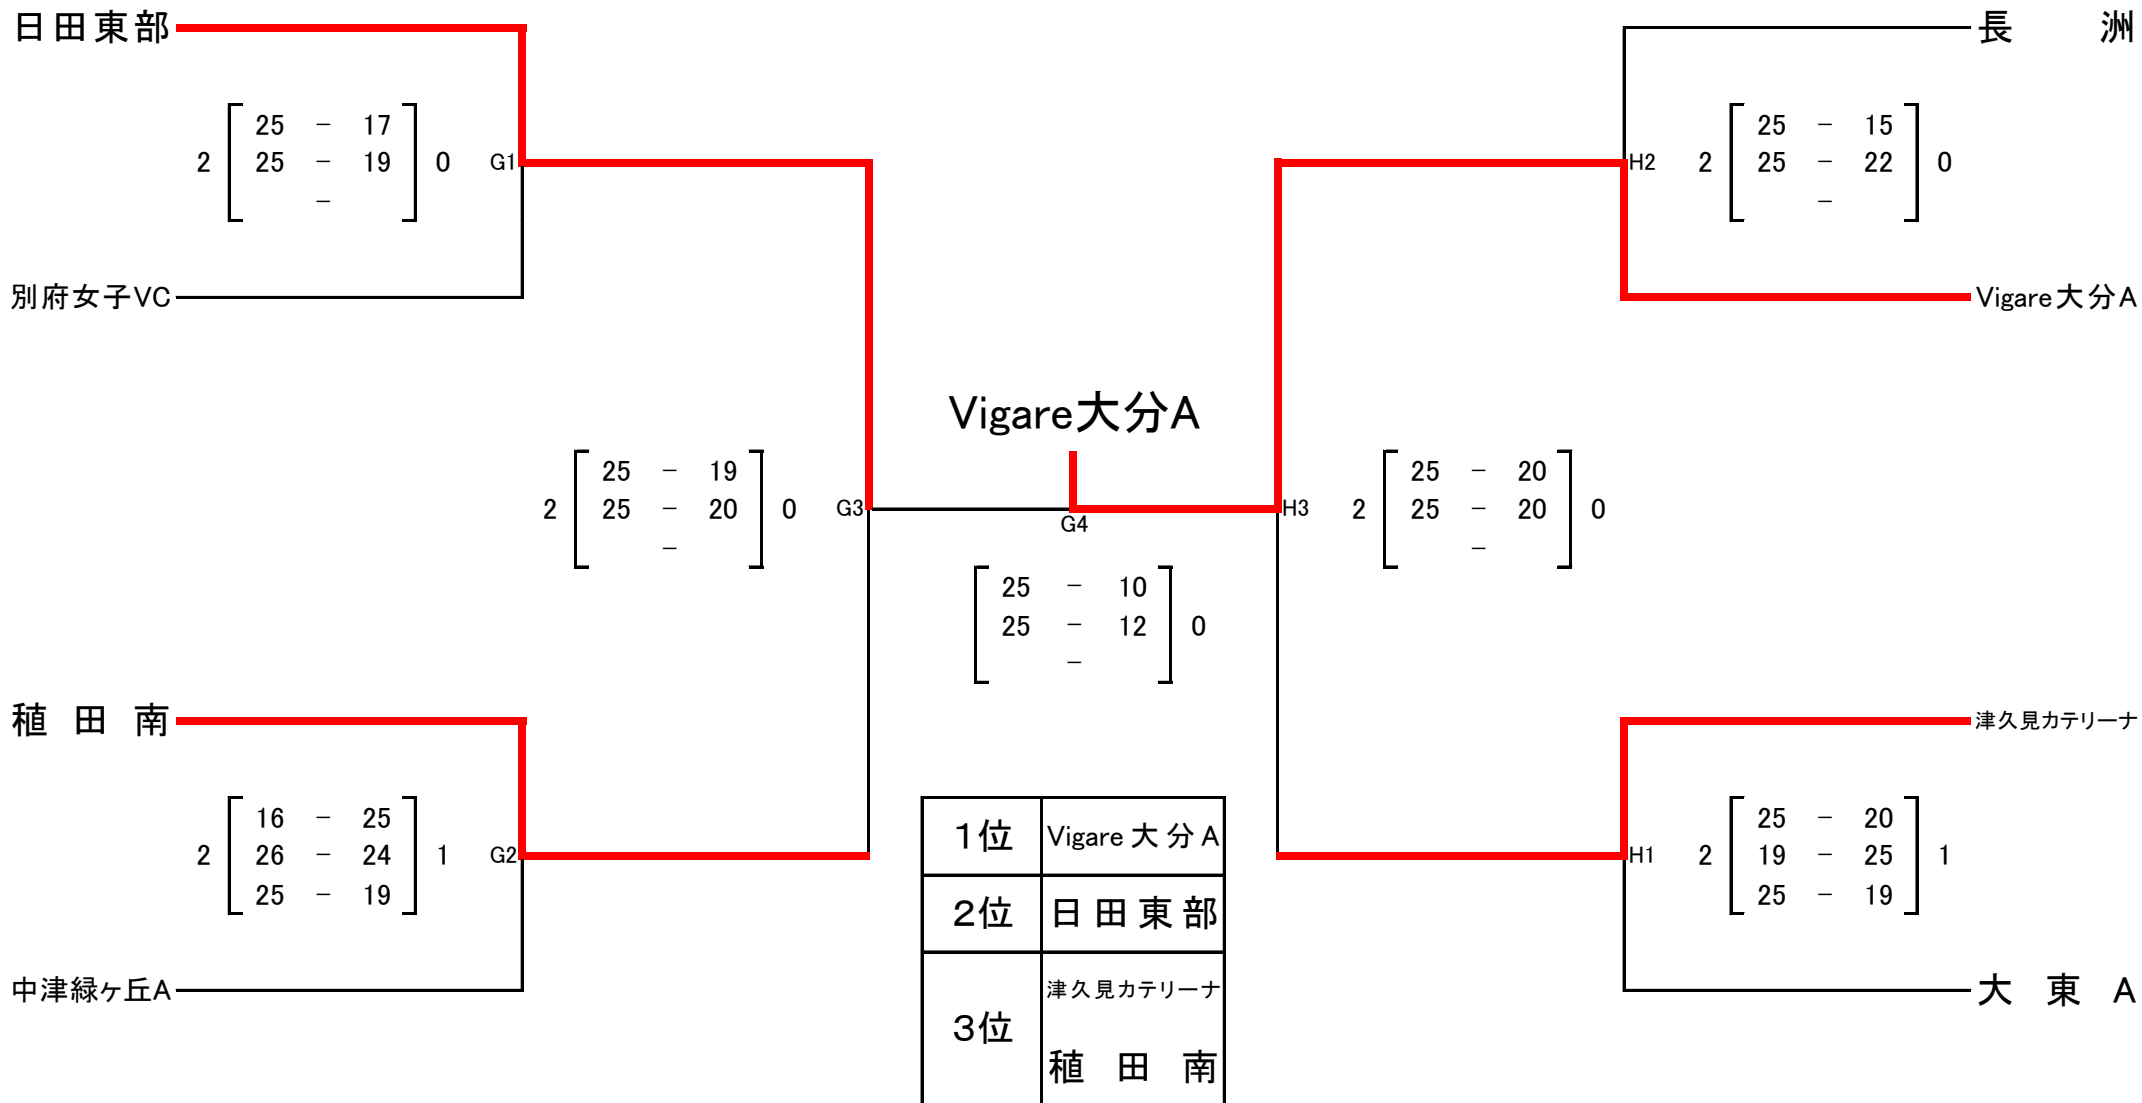 日田東部
長　洲
25 － 17
2 25 － 19 0 G1
－
25 － 15
H2 2 25 － 22 0
－
別府女子VC
Vigare大分A
Vigare大分A
25 － 19
2 25 － 20 0 G3
－
G4
25 － 20
H3 2 25 － 20 0
－
25 － 10
25 － 12 0
－
稙 田 南
津久見カテリーナ
16 － 25
2 26 － 24 1 G2
25 － 19
25 － 20
H1 2 19 － 25 1
25 － 19
中津緑ヶ丘A
大 東 A
1位 Vigare大分A
2位 日田東部
3位 津久見カテリーナ
稙 田 南